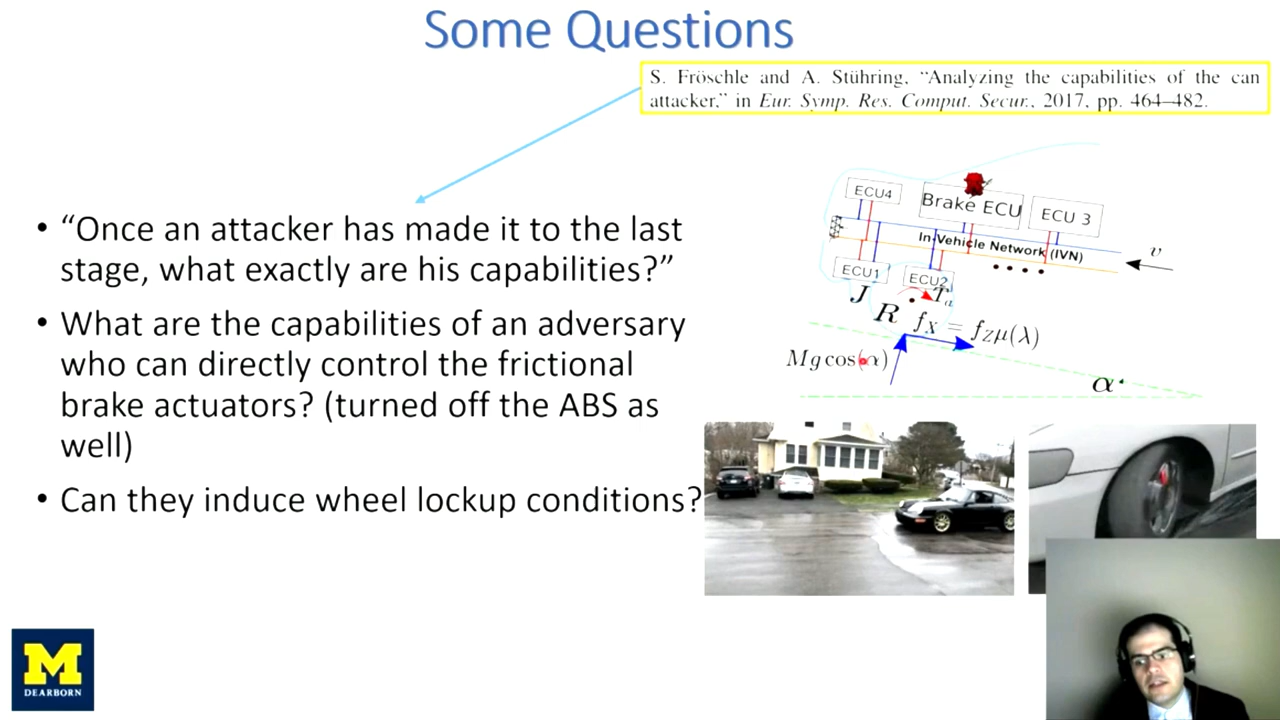 Some Questions
S. Fröschle and A. Stühring, “Analyzing the capabilities of the can
attacker,” in Eur. Symp. Res. Comput. Secur., 2017, pp. 464–482.
• “Once an attacker has made it to the last
stage, what exactly are his capabilities?”
• What are the capabilities of an adversary
who can directly control the frictional
brake actuators? (turned off the ABS as
well)
• Can they induce wheel lockup conditions?
ECU4
Brake ECU
ECU 3
In-Vehicle Network (IVN)
v
ECU1
ECU2
J
T_a
R
f_X = f_Z μ(λ)
Mg cos(α)
α
M
DEARBORN